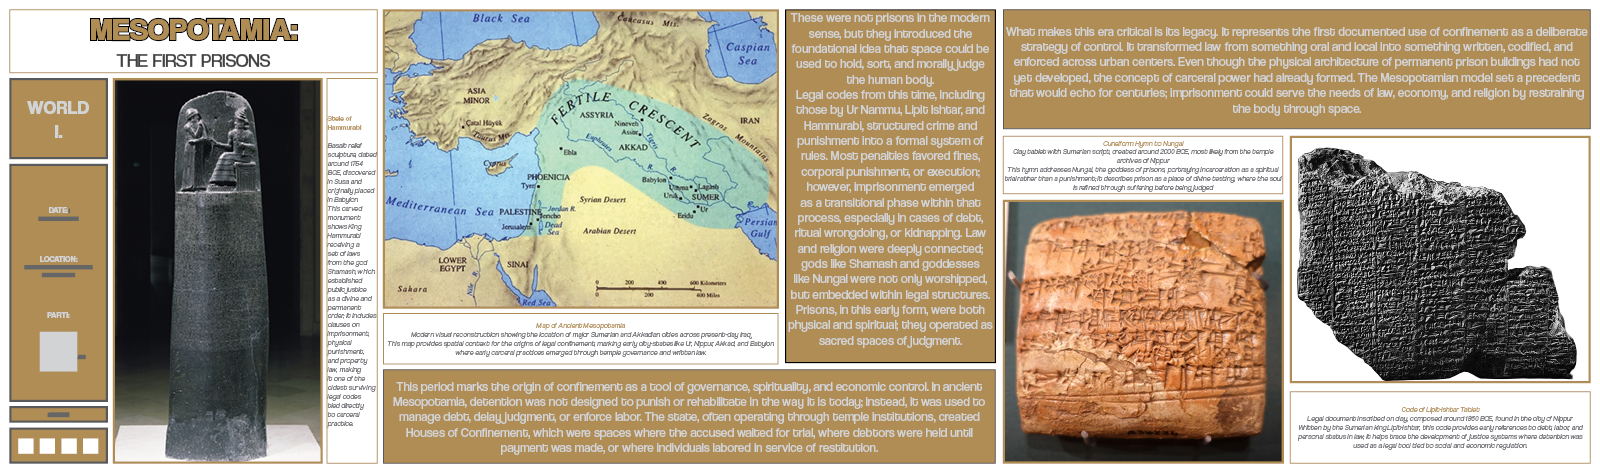 MESOPOTAMIA:
THE FIRST PRISONS
WORLD
I.
DATE:
LOCATION:
PART:
Stele of
Hammurabi
Basalt relief
sculpture, dated
around 1754
BCE, discovered
in Susa and
originally placed
in Babylon
This carved
monument
shows King
Hammurabi
receiving a
set of laws
from the god
Shamash, which
established
public justice
as a divine and
permanent
order; it includes
clauses on
imprisonment,
physical
punishment,
and property
law, making
it one of the
oldest surviving
legal codes
tied directly
to carceral
practice.
Black Sea
Caucasus Mts.
Caspian
Sea
ASIA
MINOR
FERTILE CRESCENT
ASSYRIA
IRAN
Nineveh
Assur
Zagros Mountains
Çatal Hüyük
Taurus Mts.
Tigris R.
Euphrates R.
AKKAD
Ebla
Cyprus
PHOENICIA
Tyre
Babylon
Umma
Lagash
Uruk
SUMER
Ur
Eridu
Syrian Desert
Mediterranean Sea
PALESTINE
Jordan R.
Jericho
Jerusalem
Dead
Sea
Arabian Desert
Persian
Gulf
LOWER
EGYPT
SINAI
Nile R.
Sahara
Red Sea
0 200 400 600 Kilometers
0 200 400 Miles
Map of Ancient Mesopotamia
Modern visual reconstruction showing the location of major Sumerian and Akkadian cities across present-day Iraq,
This map provides spatial context for the origins of legal confinement; marking early city-states like Ur, Nippur, Akkad, and Babylon
where early carceral practices emerged through temple governance and written law.
This period marks the origin of confinement as a tool of governance, spirituality, and economic control. In ancient
Mesopotamia, detention was not designed to punish or rehabilitate in the way it is today; instead, it was used to
manage debt, delay judgment, or enforce labor. The state, often operating through temple institutions, created
Houses of Confinement, which were spaces where the accused waited for trial, where debtors were held until
payment was made, or where individuals labored in service of restitution.
These were not prisons in the modern
sense, but they introduced the
foundational idea that space could be
used to hold, sort, and morally judge
the human body.
Legal codes from this time, including
those by Ur Nammu, Lipit Ishtar, and
Hammurabi, structured crime and
punishment into a formal system of
rules. Most penalties favored fines,
corporal punishment, or execution;
however, imprisonment emerged
as a transitional phase within that
process, especially in cases of debt,
ritual wrongdoing, or kidnapping. Law
and religion were deeply connected;
gods like Shamash and goddesses
like Nungal were not only worshipped,
but embedded within legal structures.
Prisons, in this early form, were both
physical and spiritual; they operated as
sacred spaces of judgment.
What makes this era critical is its legacy. It represents the first documented use of confinement as a deliberate
strategy of control. It transformed law from something oral and local into something written, codified, and
enforced across urban centers. Even though the physical architecture of permanent prison buildings had not
yet developed, the concept of carceral power had already formed. The Mesopotamian model set a precedent
that would echo for centuries; imprisonment could serve the needs of law, economy, and religion by restraining
the body through space.
Cuneiform Hymn to Nungal
Clay tablet with Sumerian script, created around 2000 BCE, most likely from the temple
archives of Nippur
This hymn addresses Nungal, the goddess of prisons, portraying incarceration as a spiritual
trial rather than a punishment; it describes prison as a place of divine testing, where the soul
is refined through suffering before being judged
Code of Lipit-Ishtar Tablet
Legal document inscribed on clay, composed around 1860 BCE, found in the city of Nippur
Written by the Sumerian king Lipit-Ishtar, this code provides early references to debt, labor, and
personal status in law; it helps trace the development of justice systems where detention was
used as a legal tool tied to social and economic regulation.